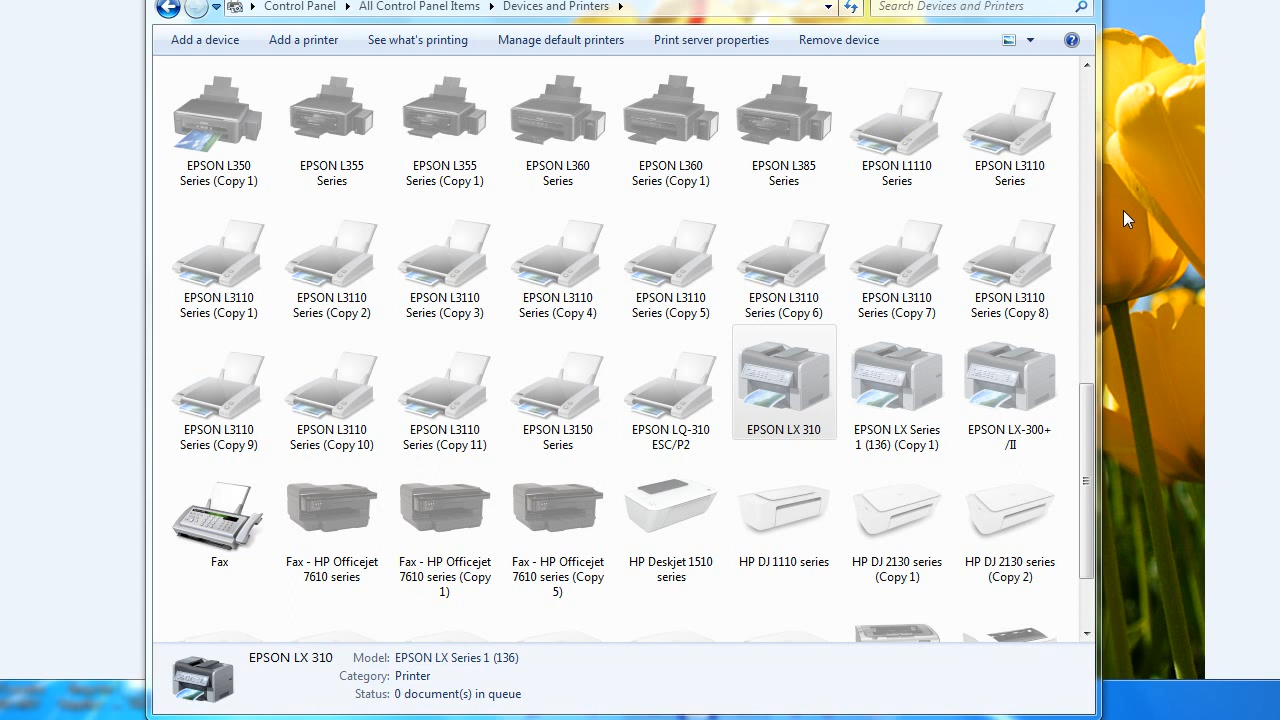 Control Panel All Control Panel Items Devices and Printers Search Devices and Printers
Add a device Add a printer See what's printing Manage default printers Print server properties Remove device
EPSON L350 Series (Copy 1)
EPSON L355 Series
EPSON L355 Series (Copy 1)
EPSON L360 Series
EPSON L360 Series (Copy 1)
EPSON L385 Series
EPSON L1110 Series
EPSON L3110 Series
EPSON L3110 Series (Copy 1)
EPSON L3110 Series (Copy 2)
EPSON L3110 Series (Copy 3)
EPSON L3110 Series (Copy 4)
EPSON L3110 Series (Copy 5)
EPSON L3110 Series (Copy 6)
EPSON L3110 Series (Copy 7)
EPSON L3110 Series (Copy 8)
EPSON L3110 Series (Copy 9)
EPSON L3110 Series (Copy 10)
EPSON L3110 Series (Copy 11)
EPSON L3150 Series
EPSON LQ-310 ESC/P2
EPSON LX 310
EPSON LX Series 1 (136) (Copy 1)
EPSON LX-300+ /II
Fax
Fax - HP Officejet 7610 series
Fax - HP Officejet 7610 series (Copy 1)
Fax - HP Officejet 7610 series (Copy 5)
HP Deskjet 1510 series
HP DJ 1110 series
HP DJ 2130 series (Copy 1)
HP DJ 2130 series (Copy 2)
EPSON LX 310 Model: EPSON LX Series 1 (136)
Category: Printer
Status: 0 document(s) in queue